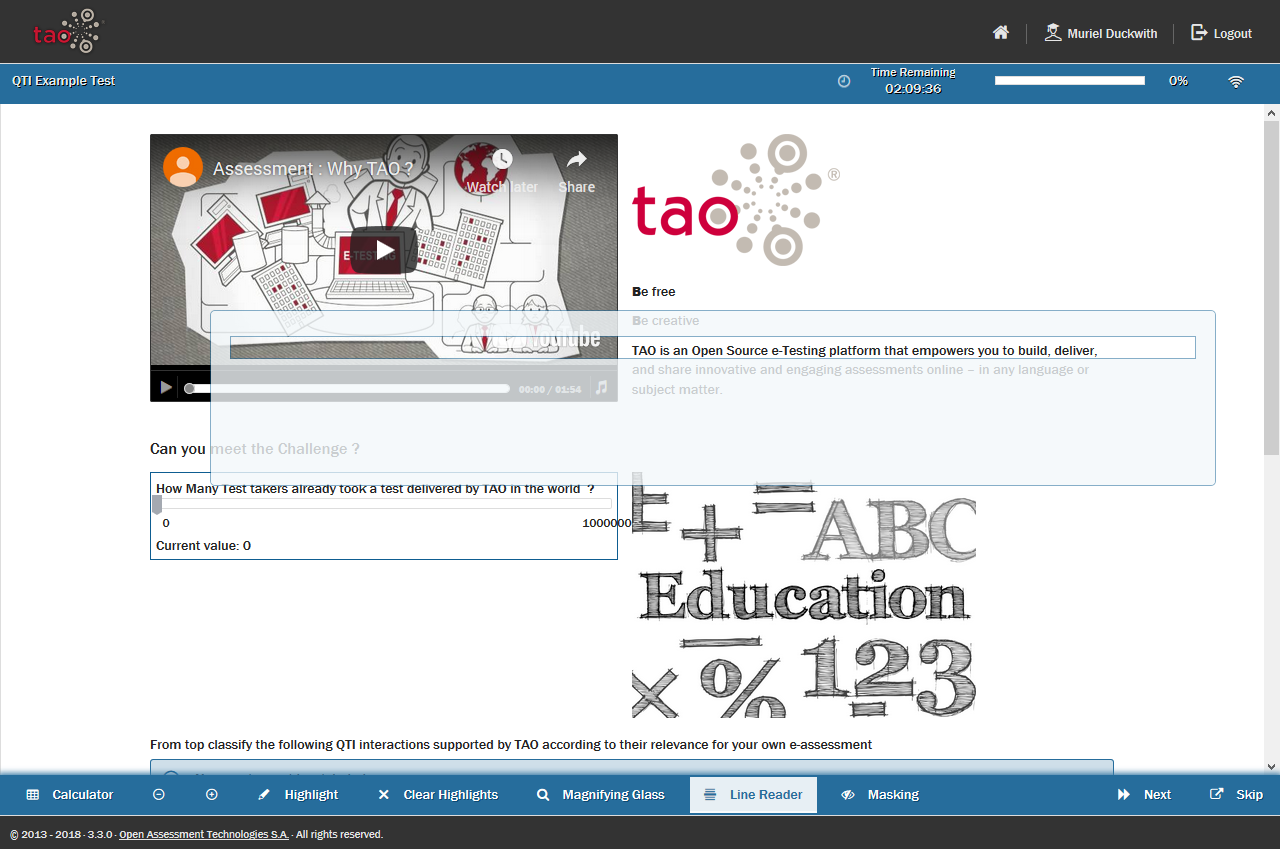 tao
Muriel Duckwith
Logout
QTI Example Test
Time Remaining
02:09:36
0%
Assessment : Why TAO ?
Watch later
Share
E-TESTING
YouTube
00:00 / 01:54
tao®
Be free
Be creative
TAO is an Open Source e-Testing platform that empowers you to build, deliver,
and share innovative and engaging assessments online – in any language or
subject matter.
Can you meet the Challenge ?
How Many Test takers already took a test delivered by TAO in the world ?
0
1000000
Current value: 0
+ = ABC
Education
× % 123
From top classify the following QTI interactions supported by TAO according to their relevance for your own e-assessment
Calculator
Highlight
Clear Highlights
Magnifying Glass
Line Reader
Masking
Next
Skip
© 2013 - 2018 · 3.3.0 · Open Assessment Technologies S.A. · All rights reserved.